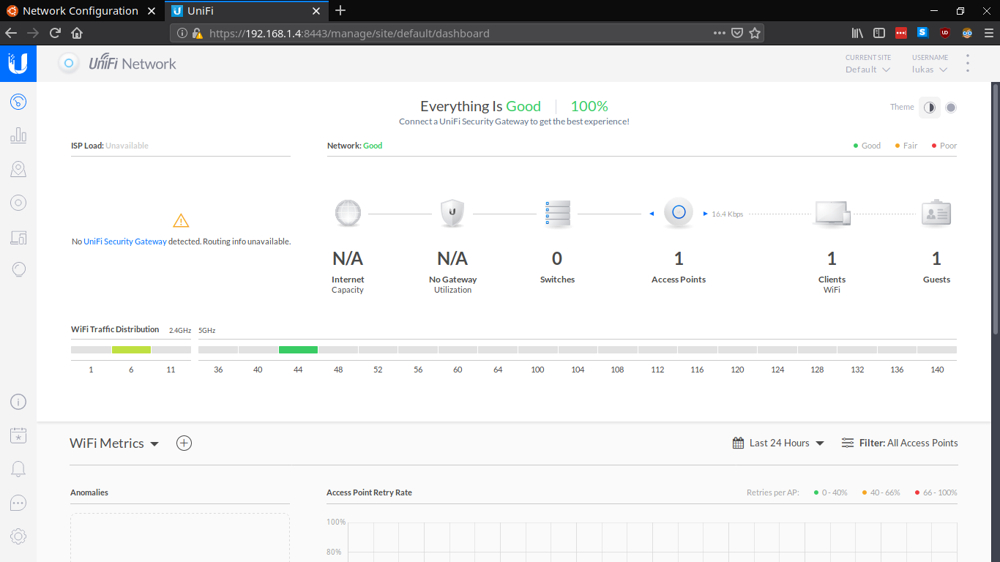 Network Configuration
UniFi
https://192.168.1.4:8443/manage/site/default/dashboard
UniFi Network
CURRENT SITE
Default
USERNAME
lukas
Everything Is Good 100%
Connect a UniFi Security Gateway to get the best experience!
Theme
ISP Load: Unavailable
Network: Good
Good Fair Poor
No UniFi Security Gateway detected. Routing info unavailable.
16.4 Kbps
N/A N/A 0 1 1 1
Internet No Gateway Switches Access Points Clients Guests
Capacity Utilization WiFi
WiFi Traffic Distribution 2.4GHz 5GHz
1 6 11 36 40 44 48 52 56 60 64 100 104 108 112 116 120 124 128 132 136 140
WiFi Metrics
Last 24 Hours
Filter: All Access Points
Anomalies
Access Point Retry Rate
Retries per AP: 0 - 40% 40 - 66% 66 - 100%
100%
80%